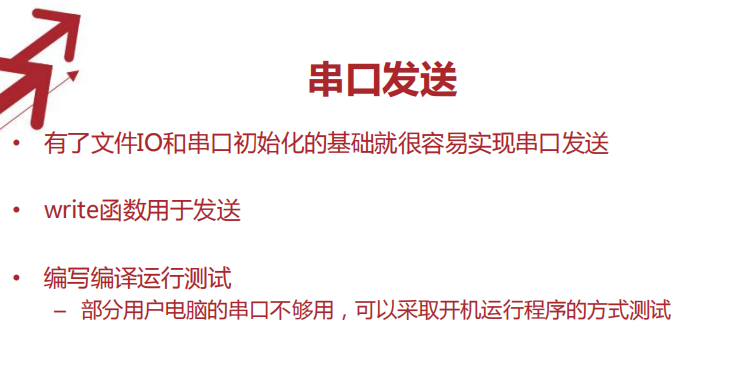 串口发送
• 有了文件IO和串口初始化的基础就很容易实现串口发送
• write函数用于发送
• 编写编译运行测试
– 部分用户电脑的串口不够用，可以采取开机运行程序的方式测试